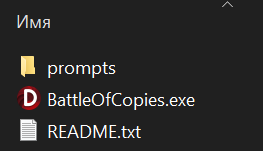 Имя
prompts
BattleOfCopies.exe
README.txt